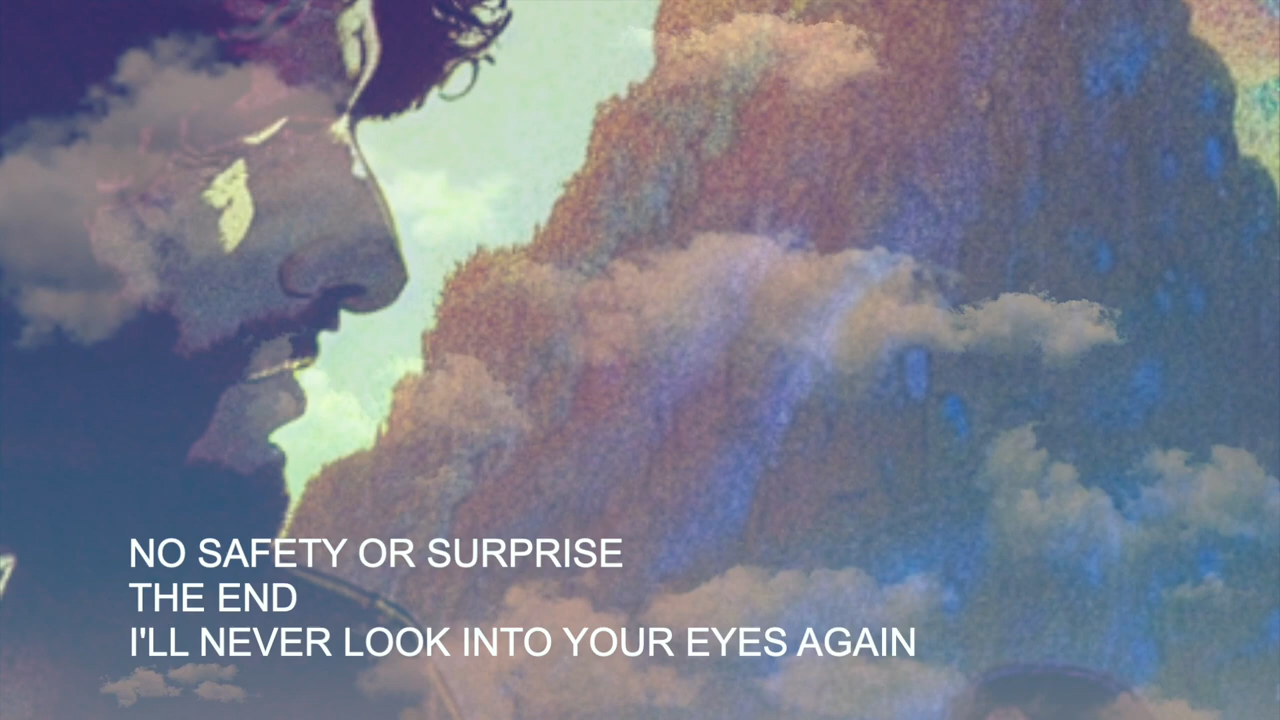 NO SAFETY OR SURPRISE
THE END
I'LL NEVER LOOK INTO YOUR EYES AGAIN